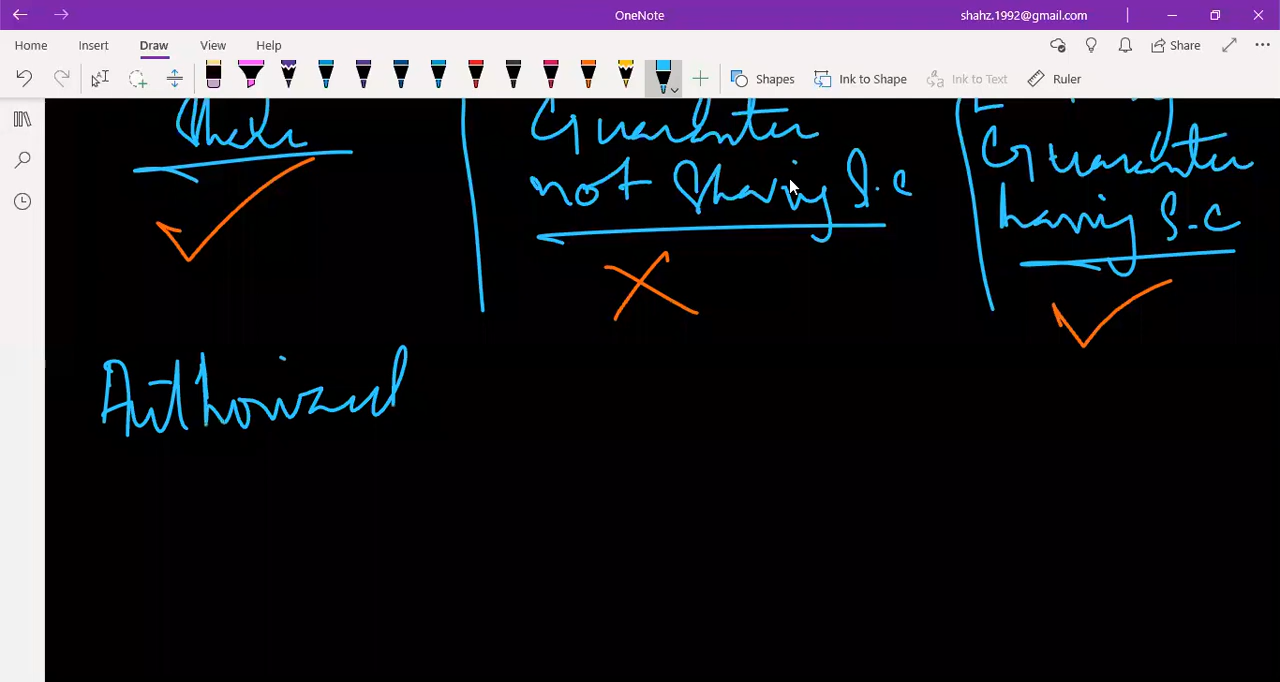 OneNote
shahz.1992@gmail.com
Home Insert Draw View Help
Share
Shapes Ink to Shape Ink to Text Ruler
Guarantee
not having S.C
Guarantee
having S.C
Authorized